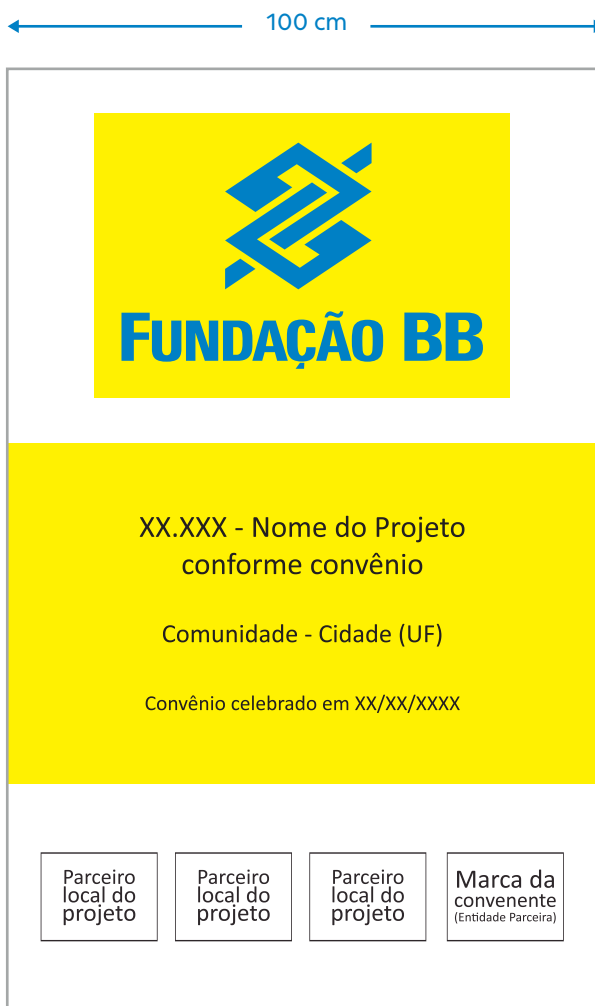 100 cm
FUNDAÇÃO BB
XX.XXX - Nome do Projeto
conforme convênio
Comunidade - Cidade (UF)
Convênio celebrado em XX/XX/XXXX
Parceiro
local do
projeto
Parceiro
local do
projeto
Parceiro
local do
projeto
Marca da
convenente
(Entidade Parceira)